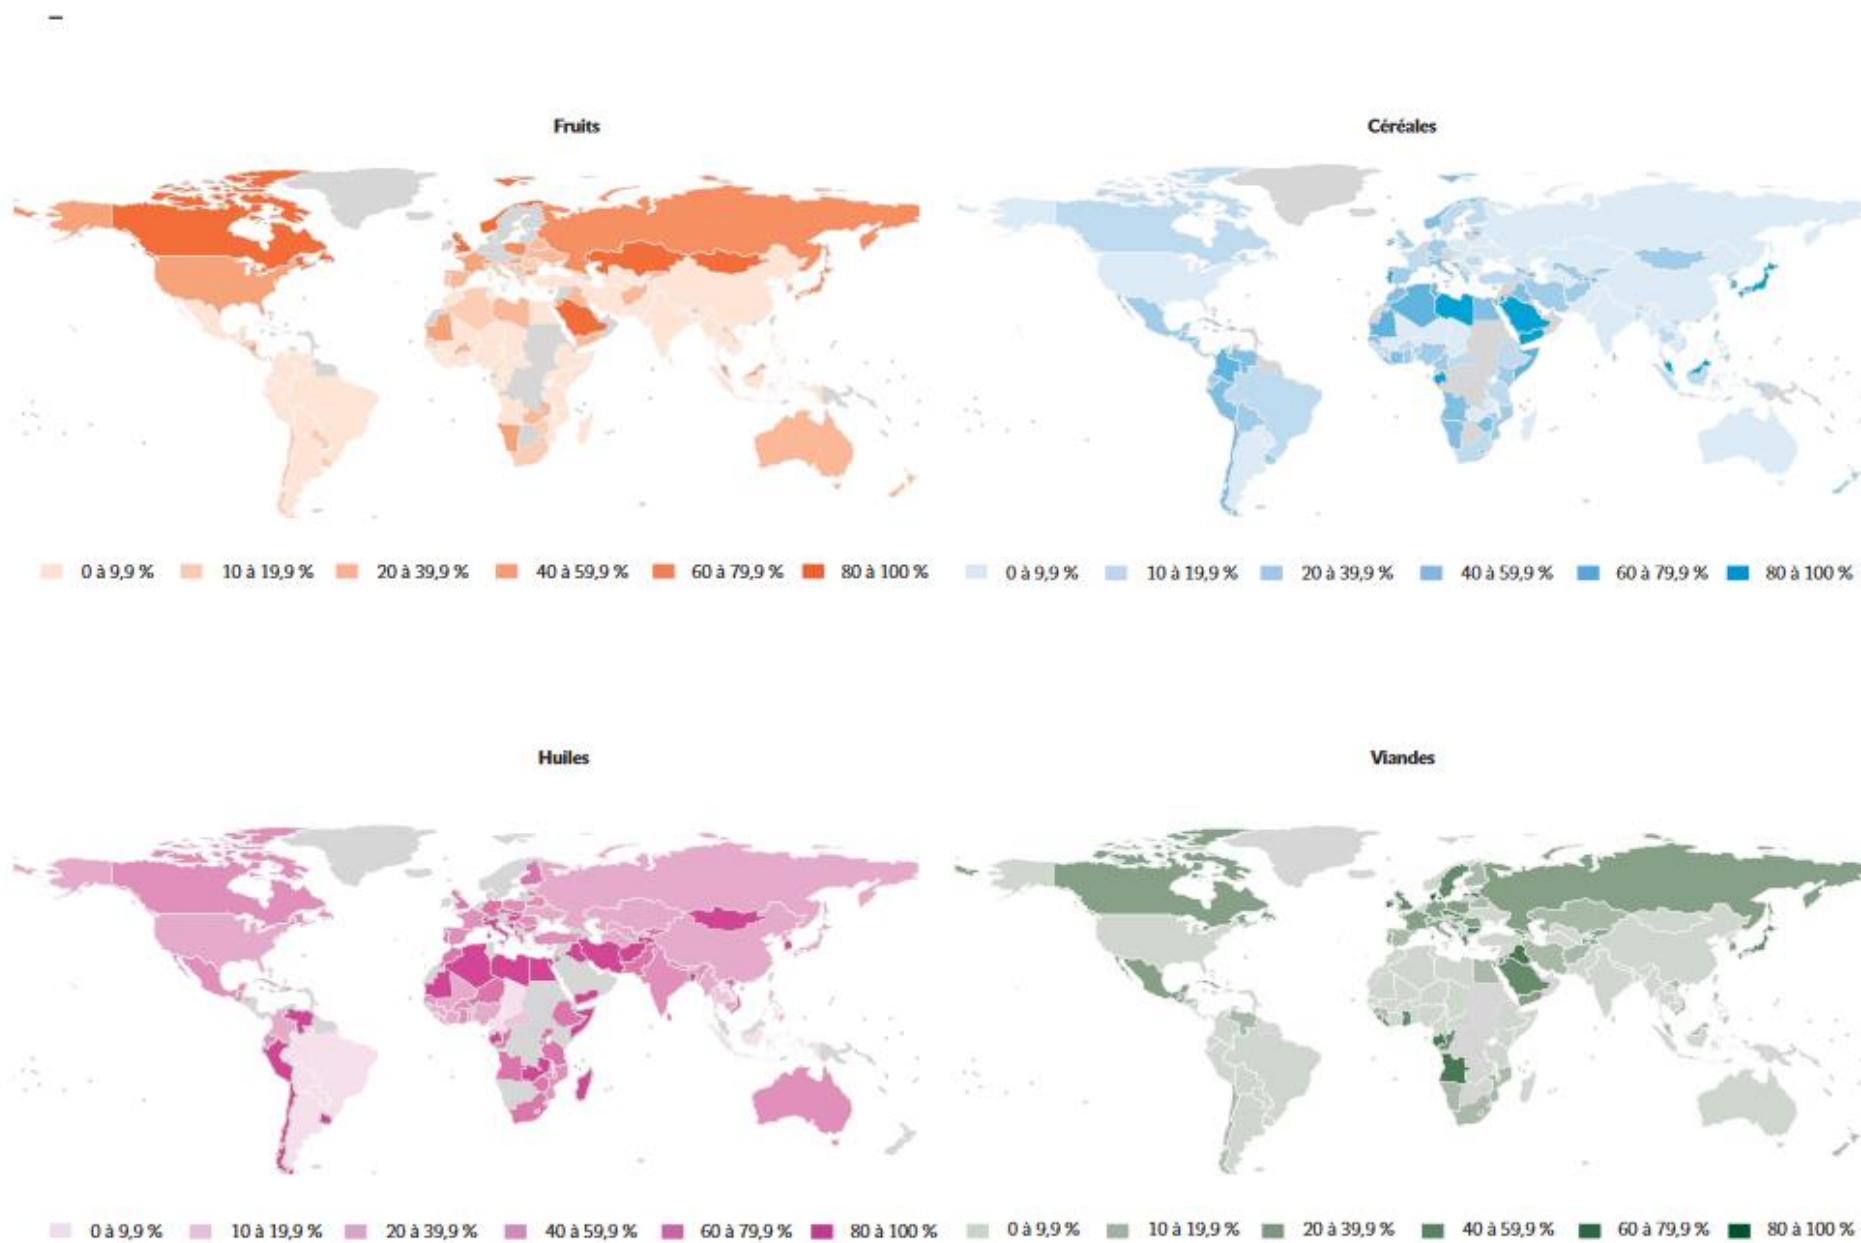 Fruits
Céréales
0 à 9,9 % 10 à 19,9 % 20 à 39,9 % 40 à 59,9 % 60 à 79,9 % 80 à 100 %
0 à 9,9 % 10 à 19,9 % 20 à 39,9 % 40 à 59,9 % 60 à 79,9 % 80 à 100 %
Huiles
Viandes
0 à 9,9 % 10 à 19,9 % 20 à 39,9 % 40 à 59,9 % 60 à 79,9 % 80 à 100 %
0 à 9,9 % 10 à 19,9 % 20 à 39,9 % 40 à 59,9 % 60 à 79,9 % 80 à 100 %